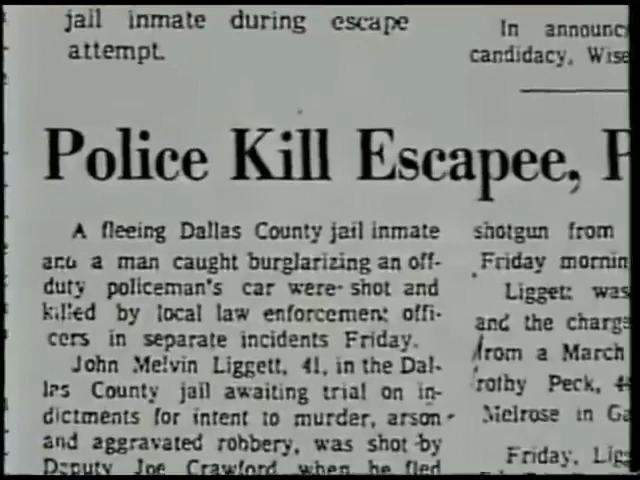 jail inmate during escape
attempt.
Police Kill Escapee,
A fleeing Dallas County jail inmate
and a man caught burglarizing an off-
duty policeman's car were shot and
killed by local law enforcement offi-
cers in separate incidents Friday.
John Melvin Liggett, 41, in the Dal-
las County jail awaiting trial on in-
dictments for intent to murder, arson
and aggravated robbery, was shot by
Deputy Joe Crawford when he fled
In announc
candidacy, Wise
shotgun from
Friday mornin
Liggett was
and the charge
from a March
rothy Peck, 4
Melrose in Ga
Friday, Lig